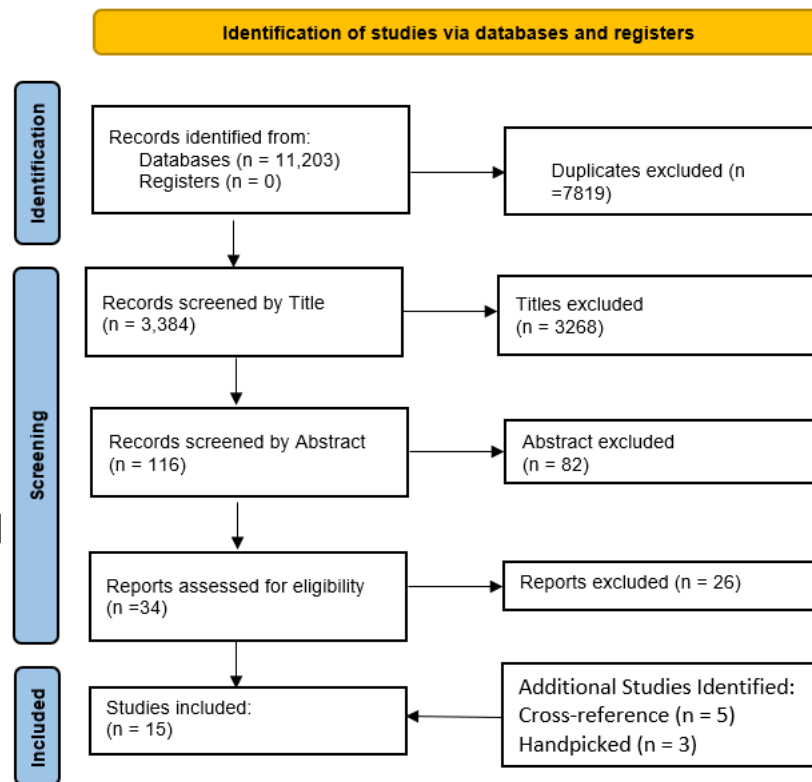 Identification of studies via databases and registers
Identification
Records identified from:
Databases (n = 11,203)
Registers (n = 0)
Duplicates excluded (n
=7819)
Screening
Records screened by Title
(n = 3,384)
Titles excluded
(n = 3268)
Records screened by Abstract
(n = 116)
Abstract excluded
(n = 82)
Reports assessed for eligibility
(n =34)
Reports excluded (n = 26)
Included
Studies included:
(n = 15)
Additional Studies Identified:
Cross-reference (n = 5)
Handpicked (n = 3)